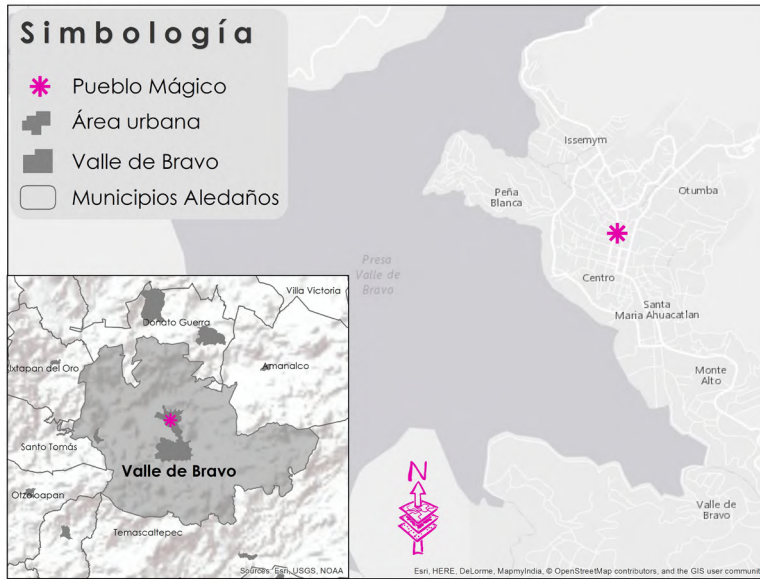 Simbología
Pueblo Mágico
Área urbana
Valle de Bravo
Municipios Aledaños
Issemym
Peña
Blanca
Otumba
Presa
Valle de
Bravo
Centro
Santa
Maria Ahuacatlan
Monte
Alto
Valle de
Bravo
N
Esri, HERE, DeLorme, MapmyIndia, © OpenStreetMap contributors, and the GIS user communit
Villa Victoria
Donato Guerra
Ixtapan del Oro
Amanalco
Santo Tomás
Valle de Bravo
Otzoloapan
Temascaltepec
Sources: Esri, USGS, NOAA